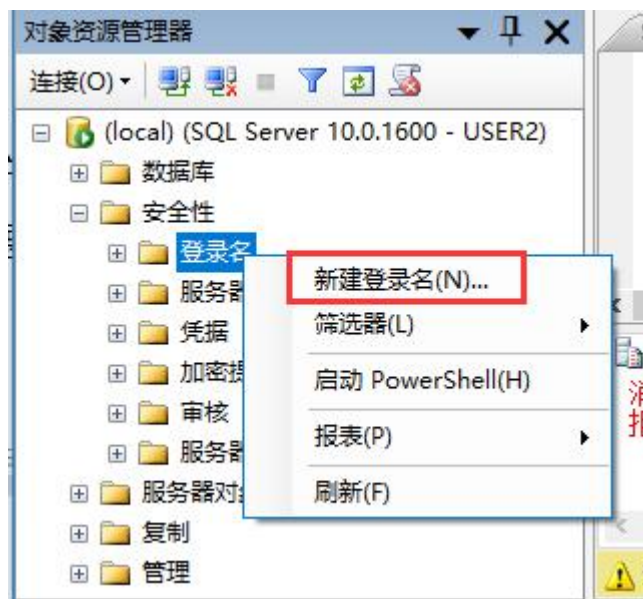 对象资源管理器
连接(O)
(local) (SQL Server 10.0.1600 - USER2)
数据库
安全性
登录名
新建登录名(N)...
服务器
筛选器(L)
凭据
加密提
启动 PowerShell(H)
审核
报表(P)
服务器
服务器对
刷新(F)
复制
管理